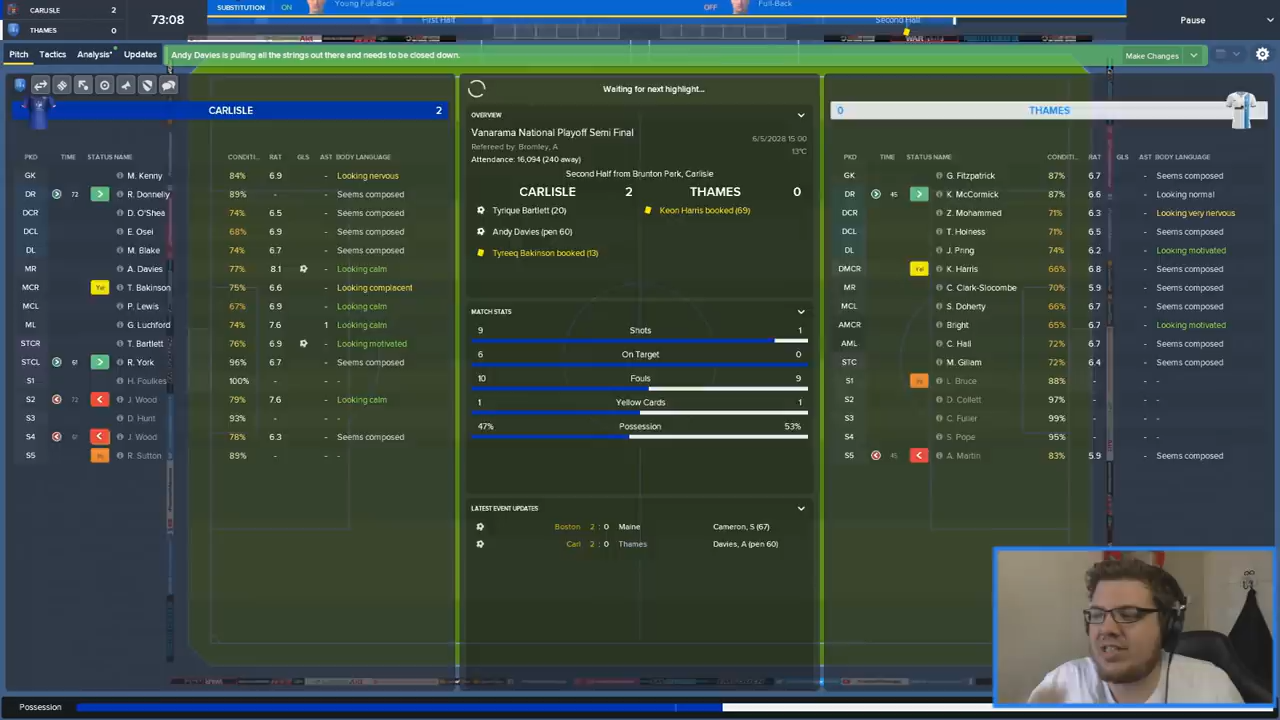 CARLISLE 2
THAMES 0
73:08
SUBSTITUTION ON Young Full-Back OFF Full-Back
First Half Second Half
Pause
Pitch Tactics Analysis Updat
Andy Davies is pulling all the strings out there and needs to be closed down.
Make Changes
CARLISLE 2
PKD TIME STATUS NAME CONDITI... RAT GLS AST BODY LANGUAGE
GK M. Kenny 84% 6.9 - Looking nervous
DR 72 R. Donnelly 89% - - Seems composed
DCR D. O'Shea 74% 6.5 - Seems composed
DCL E. Osei 68% 6.9 - Seems composed
DL M. Blake 74% 6.7 - Seems composed
MR A. Davies 77% 8.1 - Looking calm
MCR Yel T. Bakinson 75% 6.6 - Looking complacent
MCL P. Lewis 67% 6.9 - Looking calm
ML G. Luchford 74% 7.6 1 Looking calm
STCR T. Bartlett 76% 6.9 - Looking motivated
STCL R. York 96% 6.7 - Seems composed
S1 H. Foulkes 100% - - -
S2 72 J. Wood 79% 7.6 - Looking calm
S3 D. Hunt 93% - - -
S4 J. Wood 78% 6.3 - Seems composed
S5 R. Sutton 89% - - -
Waiting for next highlight...
OVERVIEW
Vanarama National Playoff Semi Final
6/5/2028 15:00
Refereed by: Bromley, A
13°C
Attendance: 16,094 (240 away)
Second Half from Brunton Park, Carlisle
CARLISLE 2 THAMES 0
Tyrique Bartlett (20) Keon Harris booked (69)
Andy Davies (pen 60)
Tyreeq Bakinson booked (13)
MATCH STATS
9 Shots 1
6 On Target 0
10 Fouls 9
1 Yellow Cards 1
47% Possession 53%
LATEST EVENT UPDATES
Boston 2 : 0 Maine Cameron, S (67)
Carl 2 : 0 Thames Davies, A (pen 60)
0 THAMES
PKD TIME STATUS NAME CONDITI... RAT GLS AST BODY LANGUAGE
GK G. Fitzpatrick 87% 6.7 - - Seems composed
DR 45 K. McCormick 87% 6.6 - - Looking normal
DCR Z. Mohammed 71% 6.3 - - Looking very nervous
DCL T. Holness 71% 6.5 - - Seems composed
DL J. Pring 74% 6.2 - - Looking motivated
DMCR Yel K. Harris 66% 6.8 - - Seems composed
MR C. Clark-Slocombe 70% 5.9 - - Seems composed
MCL S. Doherty 66% 6.7 - - Seems composed
AMCR Bright 65% 6.7 - - Looking motivated
AML C. Hall 72% 6.7 - - Seems composed
STC M. Gillam 72% 6.4 - - Seems composed
S1 L. Bruce 88% - - -
S2 D. Collett 97% - - -
S3 C. Fuller 99% - - -
S4 S. Pope 95% - - -
S5 45 A. Martin 83% 5.9 - - Seems composed
Possession